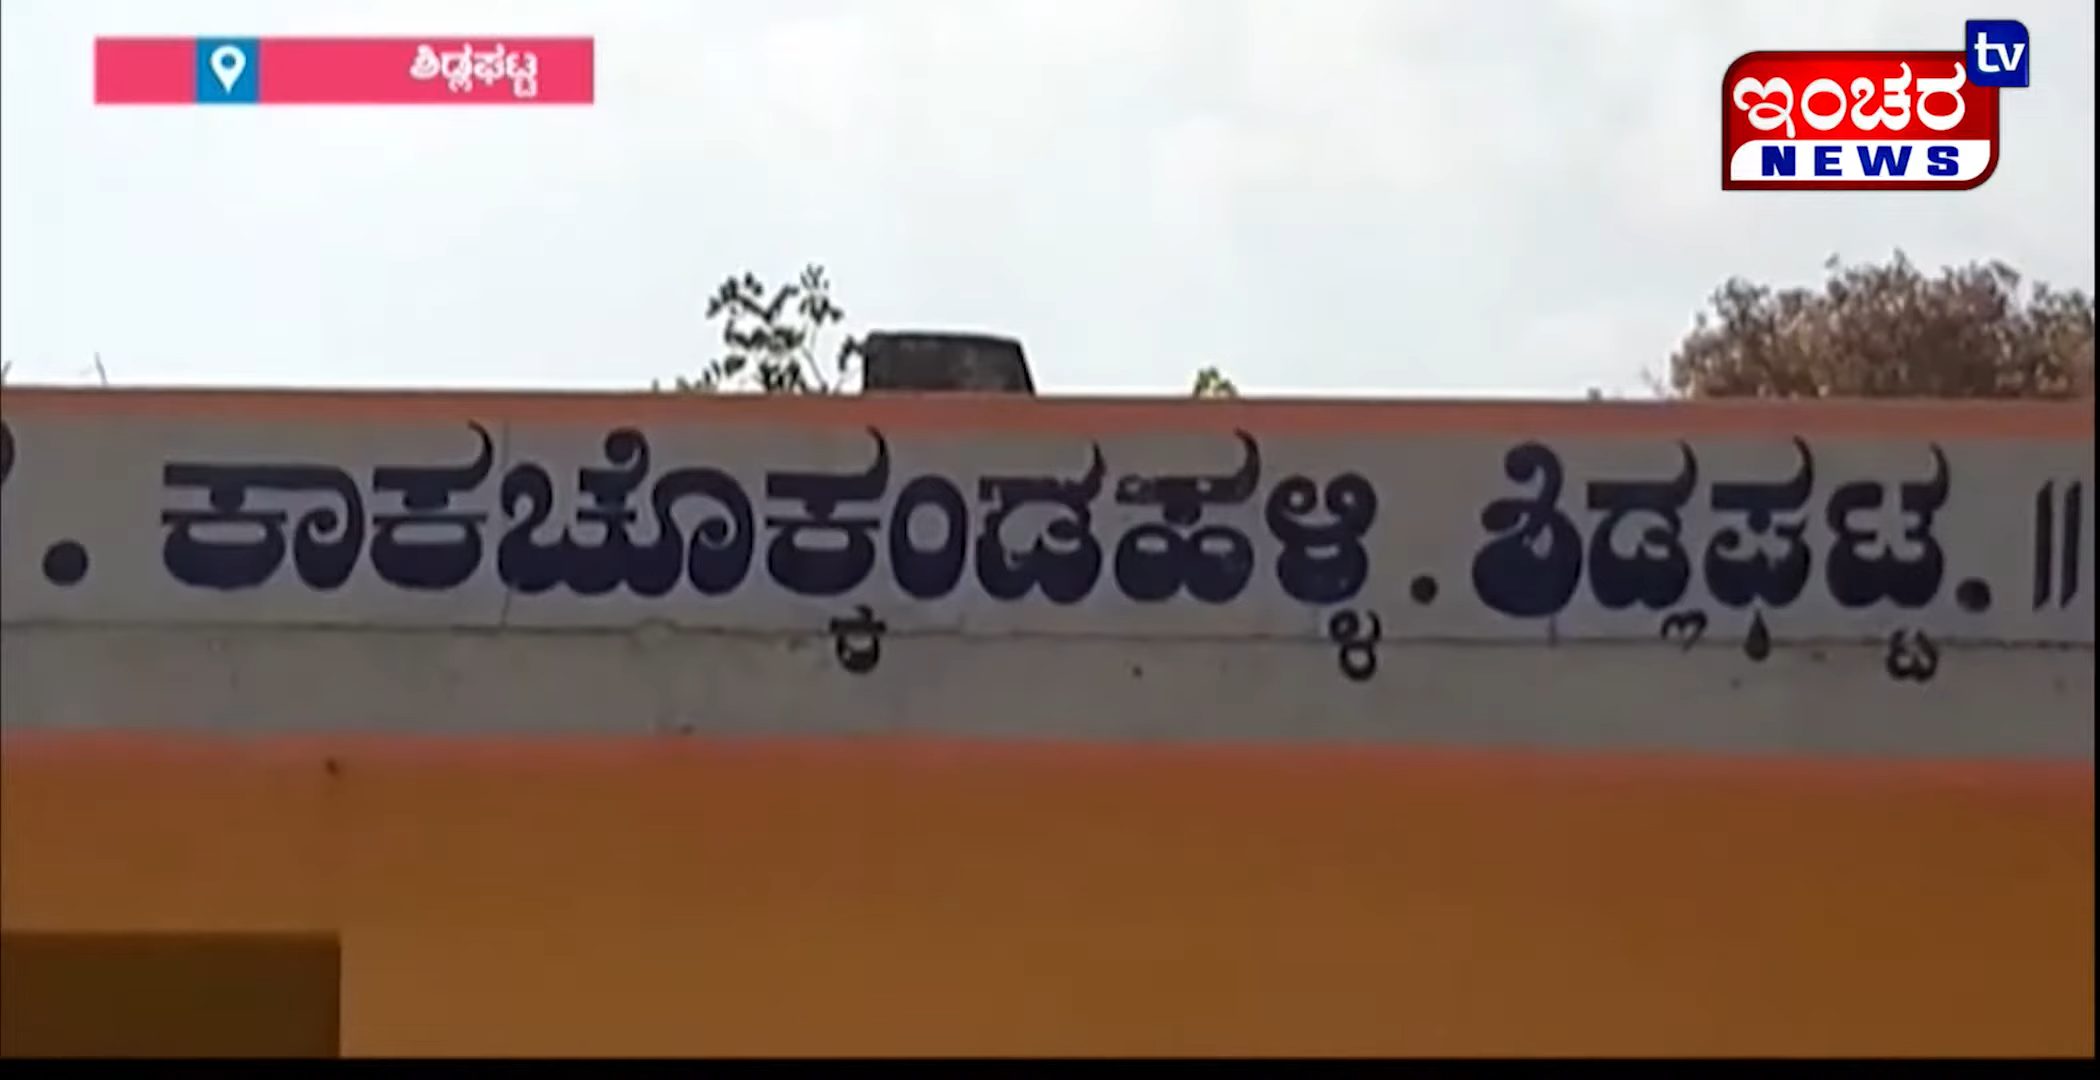 ಶಿಡ್ಲಘಟ್ಟ
ಇಂಚರ tv
NEWS
. ಕಾಕಚೊಕ್ಕಂಡಹಳ್ಳಿ . ಶಿಡ್ಲಘಟ್ಟ. ||